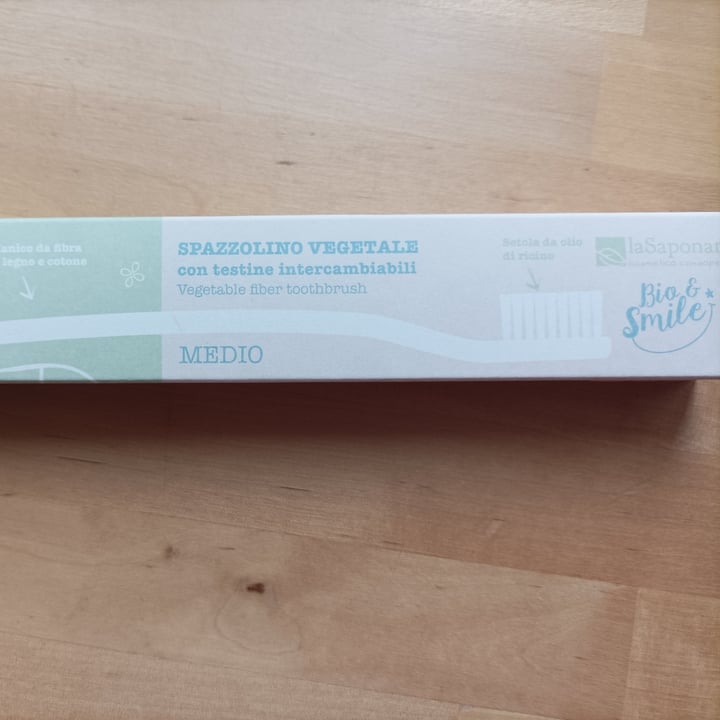 anico da fibra
legno e cotone
SPAZZOLINO VEGETALE
con testine intercambiabili
Vegetable fiber toothbrush
MEDIO
Setola da olio
di ricino
laSaponar
Bio &
Smile